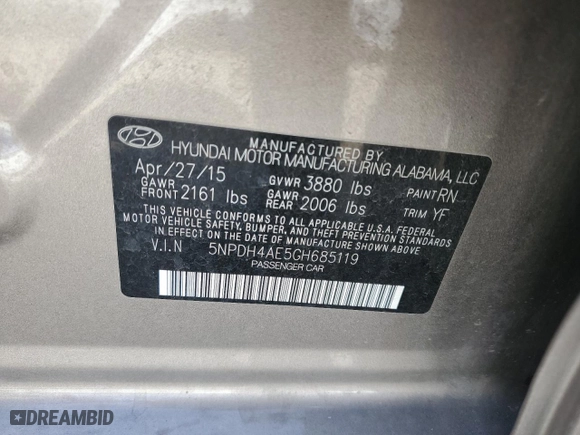 MANUFACTURED BY
HYUNDAI MOTOR MANUFACTURING ALABAMA, LLC
Apr/27/15 GVWR 3880 lbs PAINT RN
GAWR FRONT 2161 lbs GAWR REAR 2006 lbs TRIM YF
THIS VEHICLE CONFORMS TO ALL APPLICABLE U.S.A. FEDERAL
MOTOR VEHICLE SAFETY, BUMPER, AND THEFT PREVENTION
STANDARDS IN EFFECT ON THE DATE OF MANUFACTURE SHOWN ABOVE
V.I.N 5NPDH4AE5GH685119
PASSENGER CAR
DREAMBID